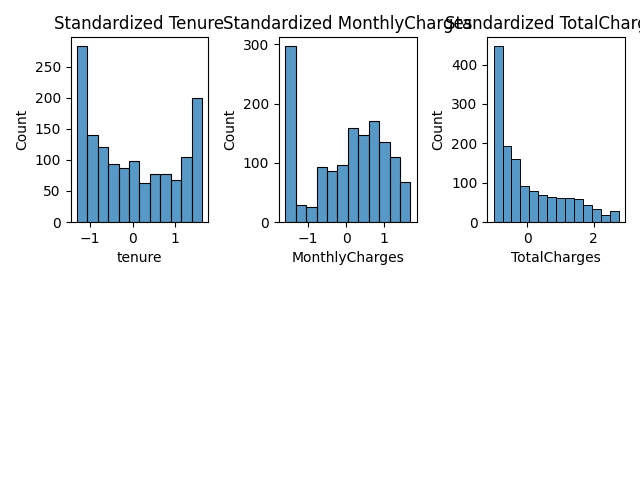 Standardized Tenure
250
200
150
100
50
0
Count
−1 0 1
tenure
Standardized MonthlyCharges
300
200
100
0
Count
−1 0 1
MonthlyCharges
Standardized TotalCharg
400
300
200
100
0
Count
0 2
TotalCharges